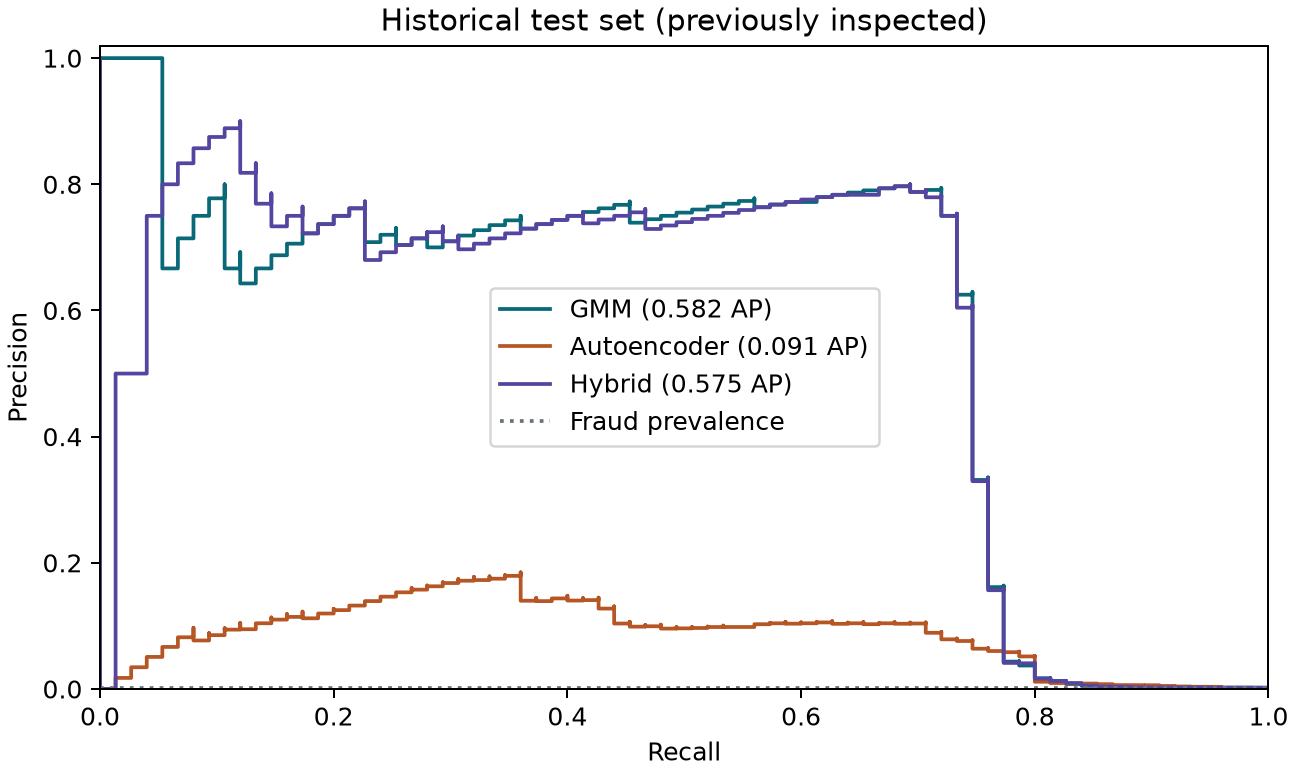 Historical test set (previously inspected)
1.0
0.8
0.6
0.4
0.2
0.0
Precision
GMM (0.582 AP)
Autoencoder (0.091 AP)
Hybrid (0.575 AP)
Fraud prevalence
0.0 0.2 0.4 0.6 0.8 1.0
Recall